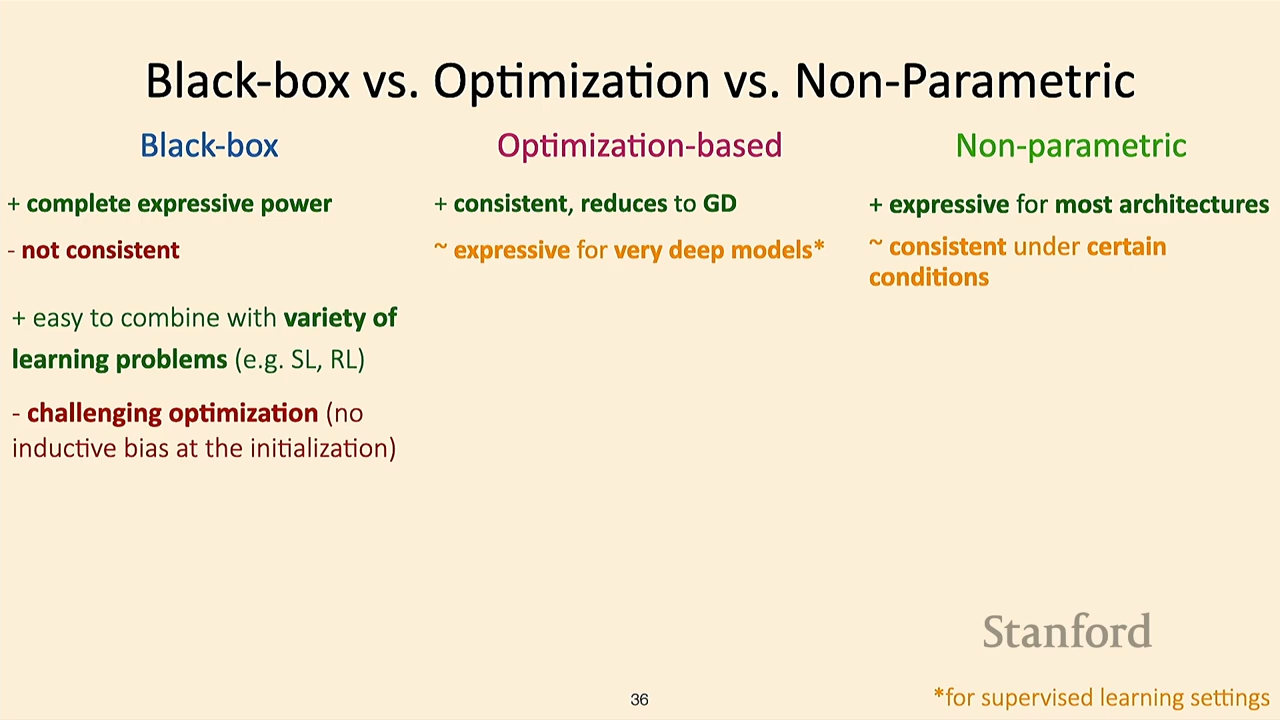 Black-box vs. Optimization vs. Non-Parametric
Black-box
+ complete expressive power
- not consistent
+ easy to combine with variety of
learning problems (e.g. SL, RL)
- challenging optimization (no
inductive bias at the initialization)
Optimization-based
+ consistent, reduces to GD
~ expressive for very deep models*
Non-parametric
+ expressive for most architectures
~ consistent under certain
conditions
Stanford
36
*for supervised learning settings